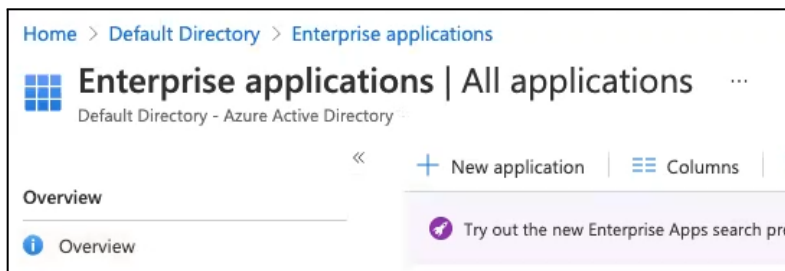 Home > Default Directory > Enterprise applications
Enterprise applications | All applications ...
Default Directory - Azure Active Directory
« + New application Columns
Overview
Try out the new Enterprise Apps search
Overview